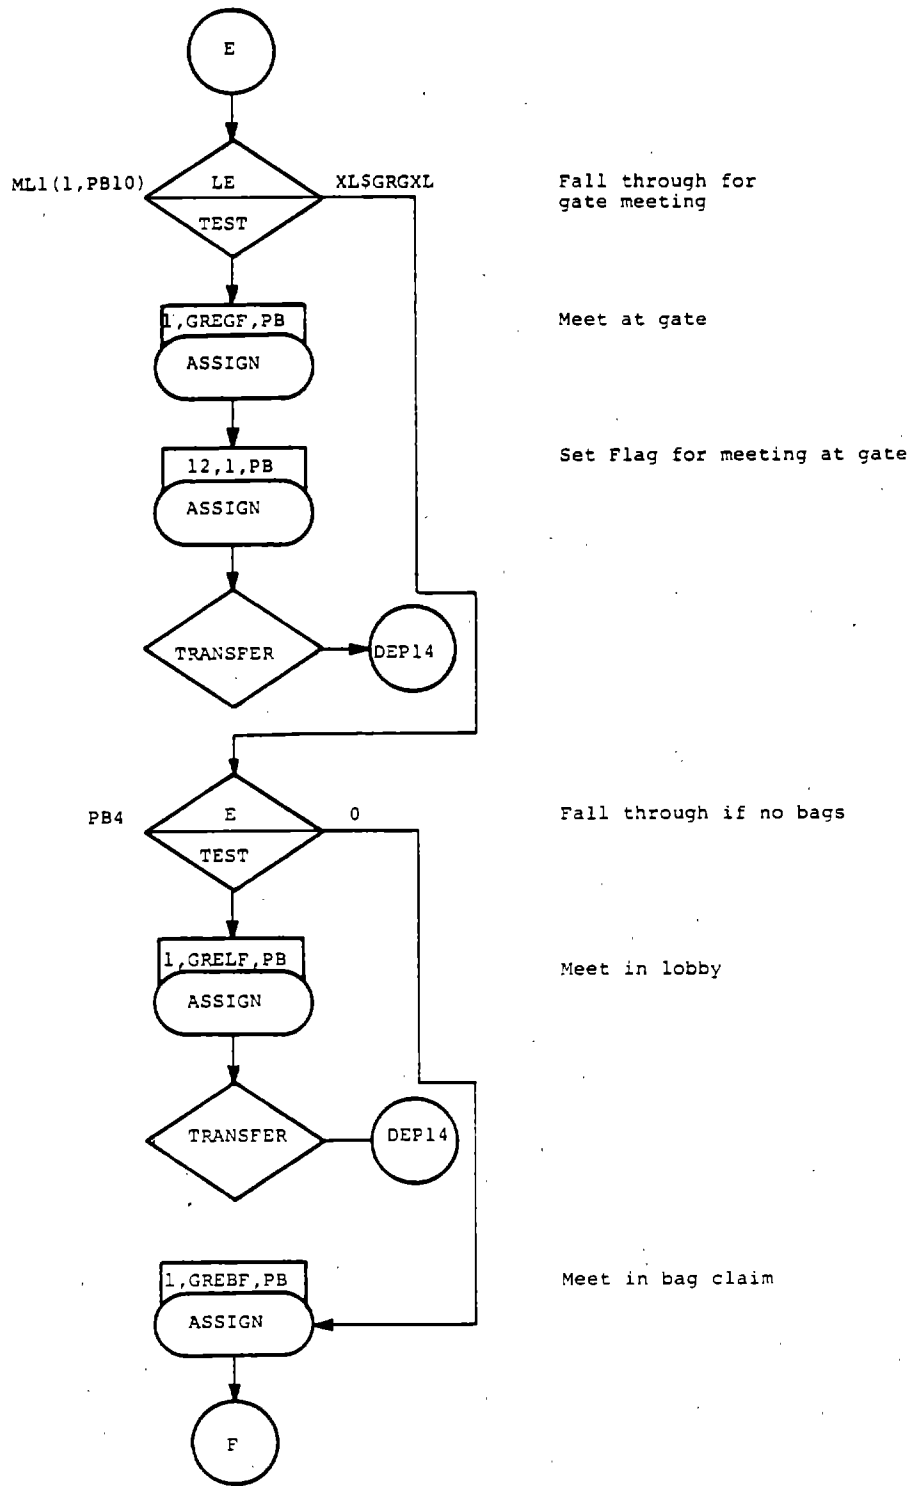 E
ML1(1,PB10) LE XL$GRGXL
TEST
Fall through for
gate meeting
1,GREGF,PB
ASSIGN
Meet at gate
12,1,PB
ASSIGN
Set Flag for meeting at gate
TRANSFER DEP14
PB4 E 0
TEST
Fall through if no bags
1,GRELF,PB
ASSIGN
Meet in lobby
TRANSFER DEP14
1,GREBF,PB
ASSIGN
Meet in bag claim
F